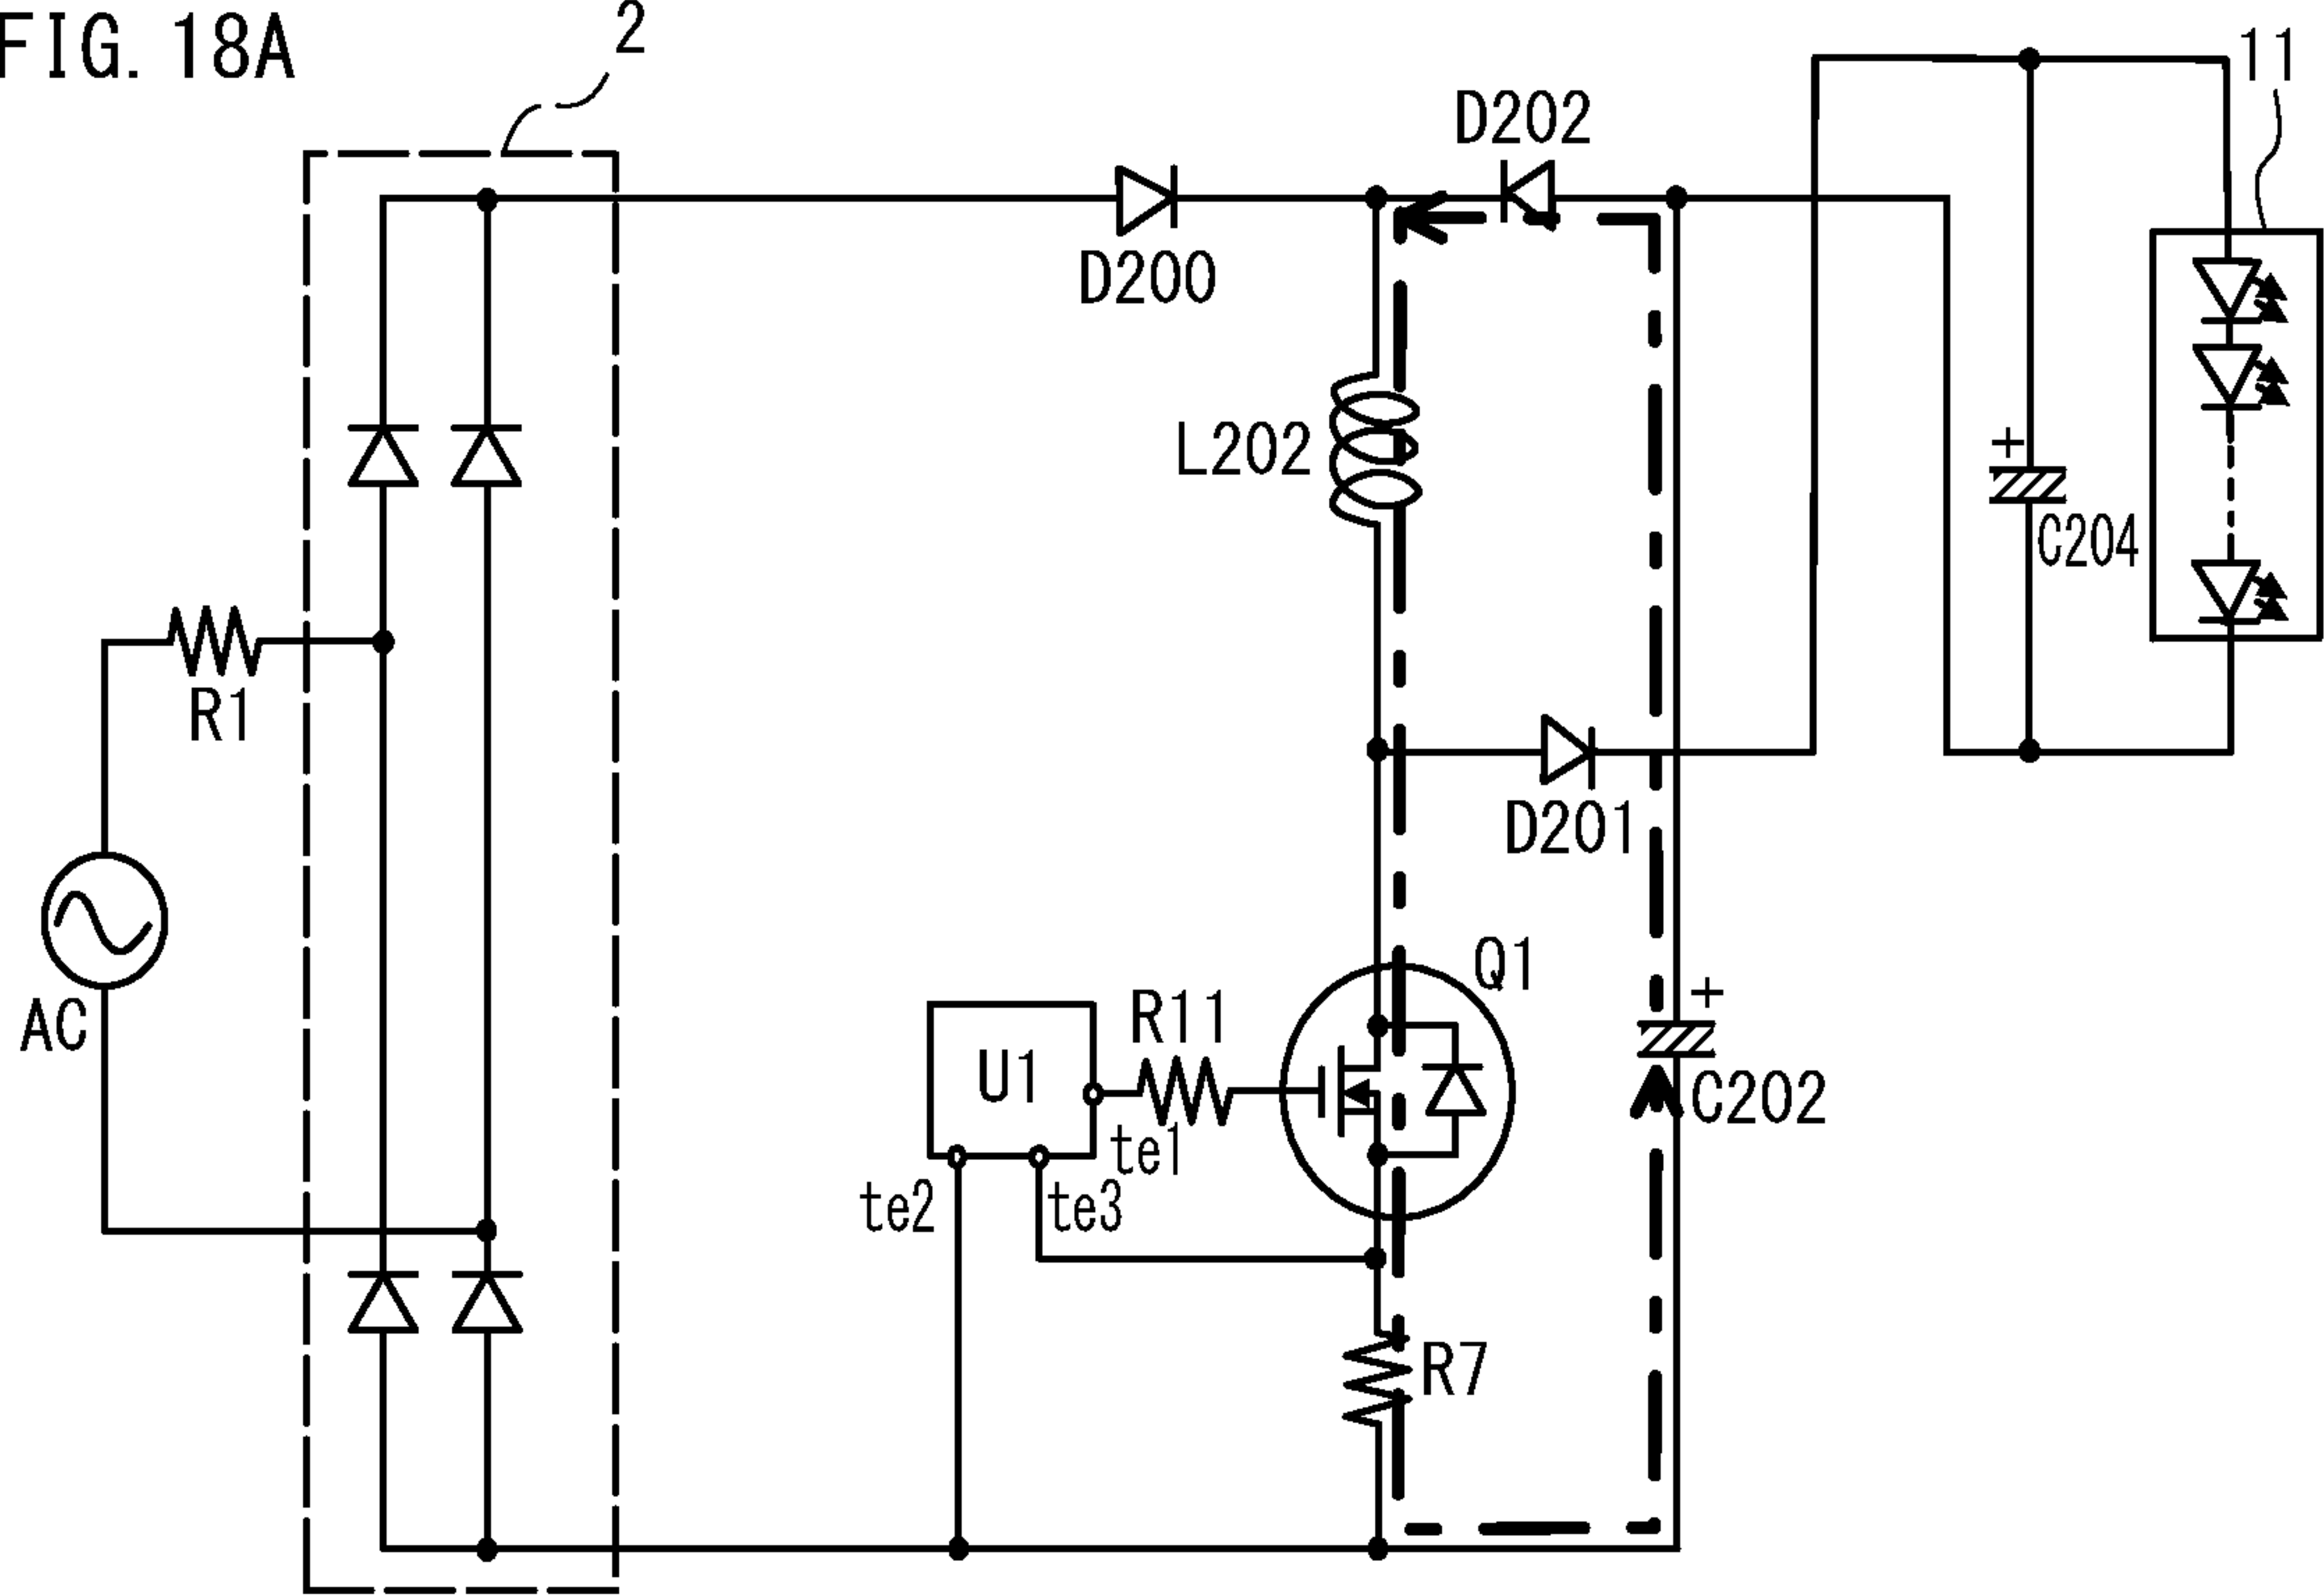 FIG. 18A
2
11
D202
D200
L202
+
C204
R1
D201
Q1
+
AC
R11
U1
C202
te1
te2
te3
R7